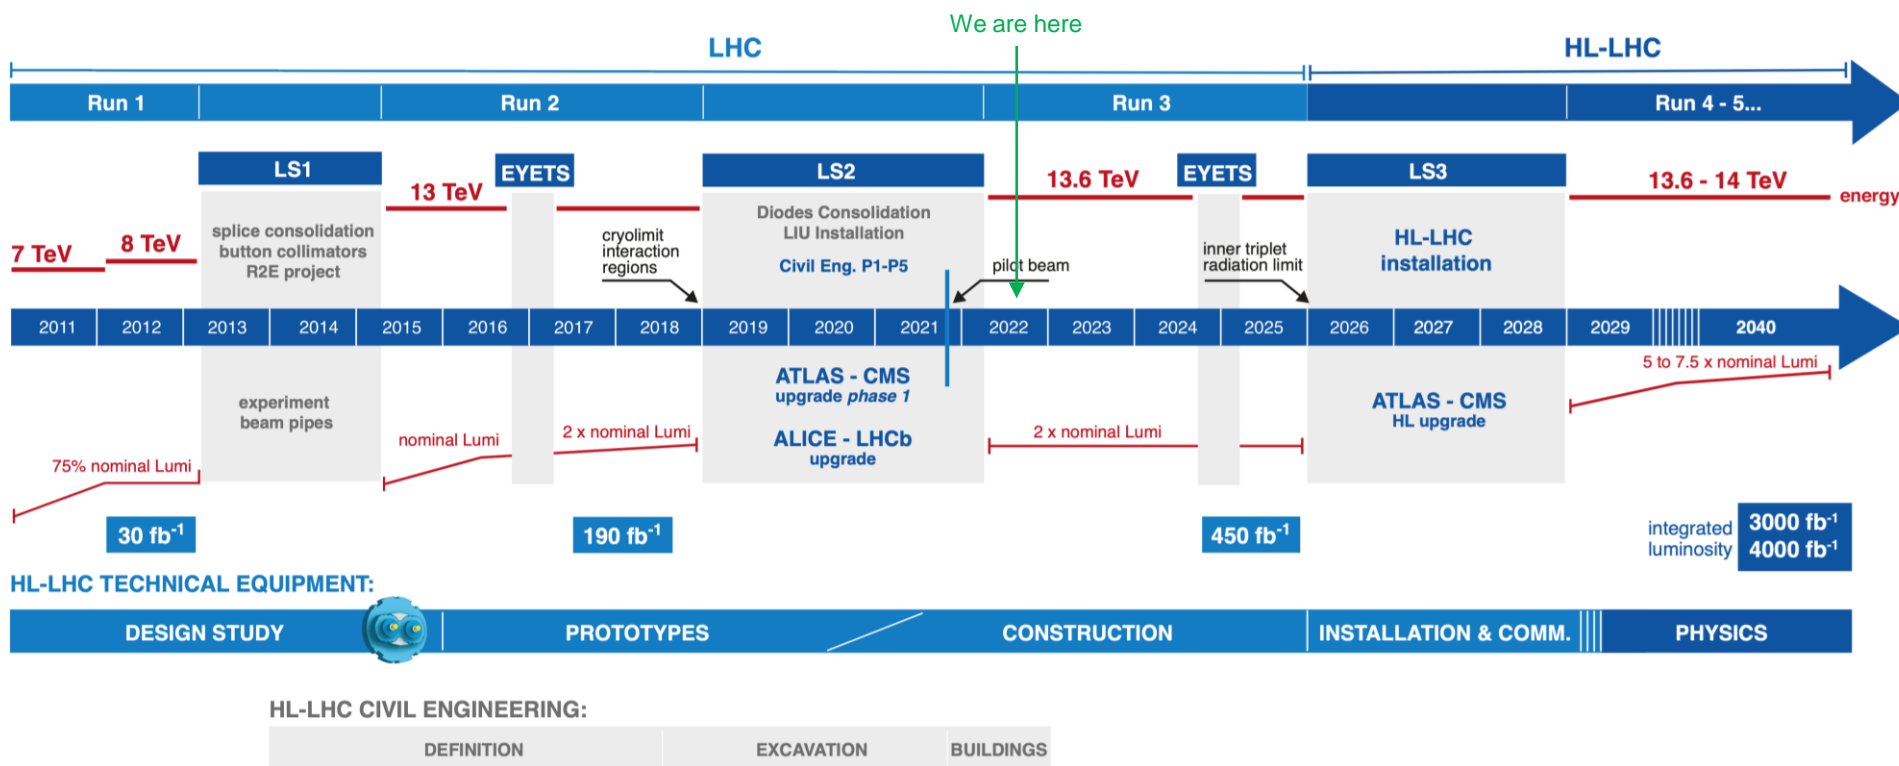 We are here
LHC
HL-LHC
Run 1
Run 2
Run 3
Run 4 - 5...
LS1
EYETS
LS2
EYETS
LS3
13 TeV
13.6 TeV
13.6 - 14 TeV
energy
7 TeV
8 TeV
splice consolidation
button collimators
R2E project
cryolimit
interaction
regions
Diodes Consolidation
LIU Installation
Civil Eng. P1-P5
pilot beam
inner triplet
radiation limit
HL-LHC
installation
2011
2012
2013
2014
2015
2016
2017
2018
2019
2020
2021
2022
2023
2024
2025
2026
2027
2028
2029
2040
experiment
beam pipes
75% nominal Lumi
nominal Lumi
2 x nominal Lumi
ATLAS - CMS
upgrade phase 1
ALICE - LHCb
upgrade
2 x nominal Lumi
ATLAS - CMS
HL upgrade
5 to 7.5 x nominal Lumi
30 fb⁻¹
190 fb⁻¹
450 fb⁻¹
integrated
luminosity
3000 fb⁻¹
4000 fb⁻¹
HL-LHC TECHNICAL EQUIPMENT:
DESIGN STUDY
PROTOTYPES
CONSTRUCTION
INSTALLATION & COMM.
PHYSICS
HL-LHC CIVIL ENGINEERING:
DEFINITION
EXCAVATION
BUILDINGS